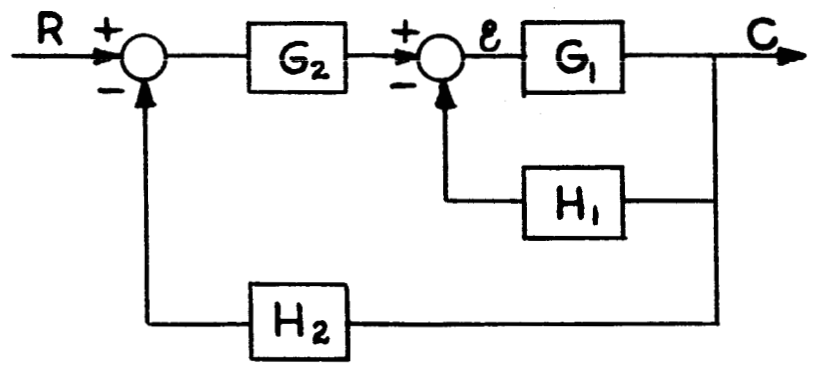 R + G₂ + ε G₁ C
− −
H₁
H₂